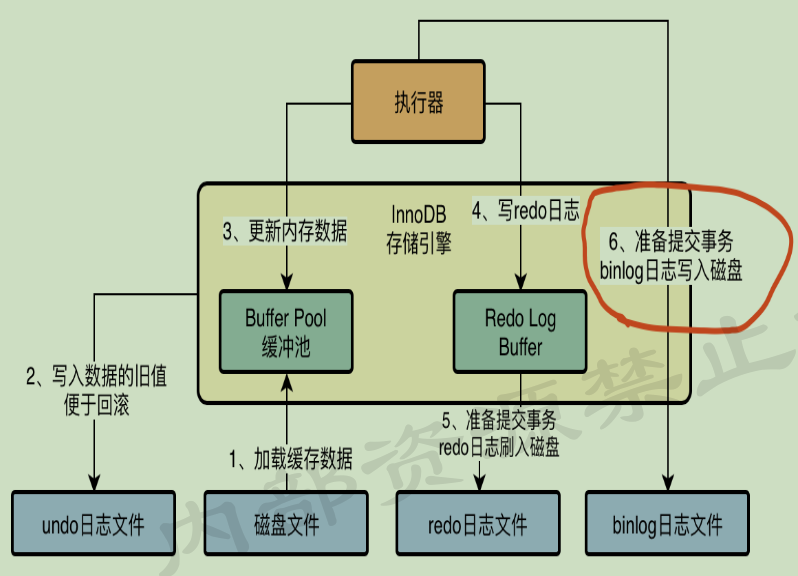 执行器
InnoDB
存储引擎
3、更新内存数据
4、写redo日志
6、准备提交事务
binlog日志写入磁盘
Buffer Pool
缓冲池
Redo Log
Buffer
2、写入数据的旧值
便于回滚
1、加载缓存数据
5、准备提交事务
redo日志刷入磁盘
undo日志文件
磁盘文件
redo日志文件
binlog日志文件
内部资源禁止